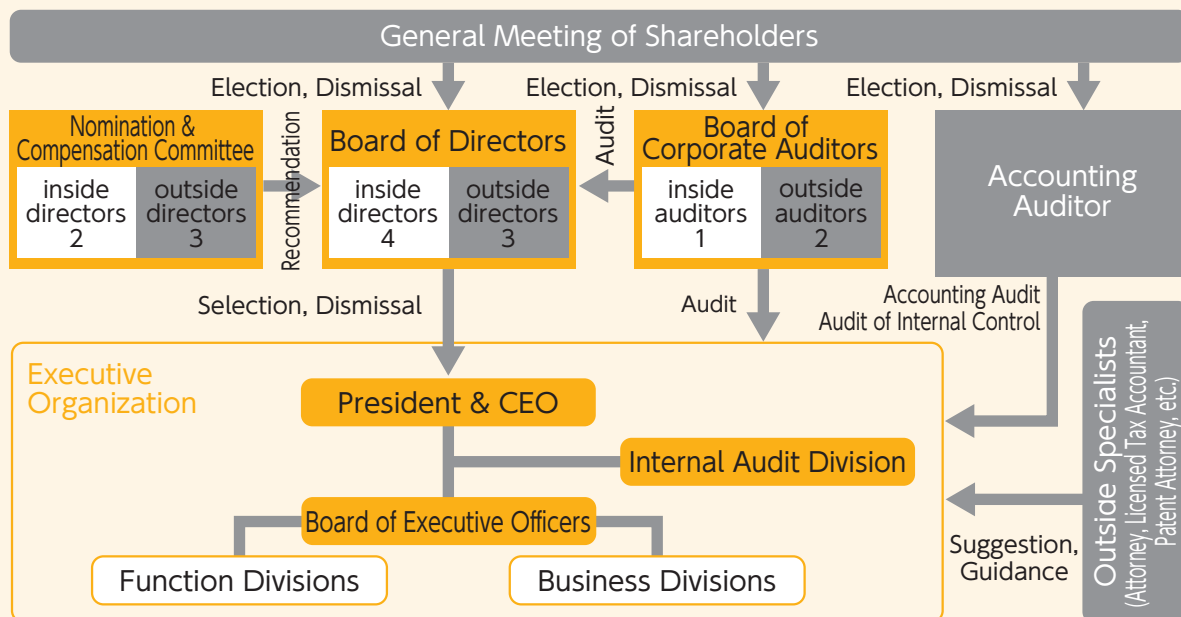 General Meeting of Shareholders
Election, Dismissal
Election, Dismissal
Election, Dismissal
Nomination &
Compensation Committee
inside
directors
2
outside
directors
3
Recommendation
Board of Directors
inside
directors
4
outside
directors
3
Audit
Board of
Corporate Auditors
inside
auditors
1
outside
auditors
2
Accounting
Auditor
Selection, Dismissal
Audit
Accounting Audit
Audit of Internal Control
Executive
Organization
President & CEO
Internal Audit Division
Board of Executive Officers
Function Divisions
Business Divisions
Suggestion,
Guidance
Outside Specialists
(Attorney, Licensed Tax Accountant,
Patent Attorney, etc.)